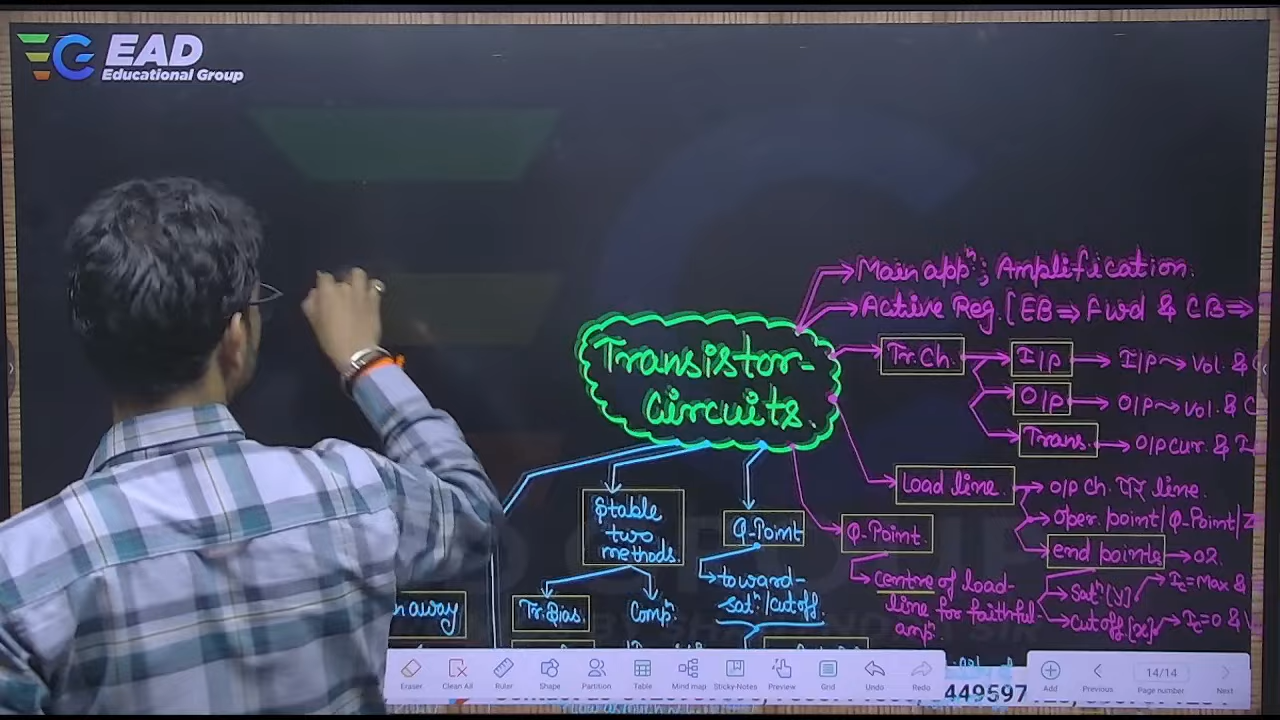 EAD
Educational Group
Main appⁿ; Amplification.
Active Reg. [EB⇒ Fwd & CB⇒
Transistor-
Circuits.
Tr. Ch. → I/p → I/p ~ Vol. &
O/p → O/p ~ Vol. & C
Trans. → O/p cur. & I
Load line. → O/p Ch. पर line.
Oper. point/Q-Point/Z
end points → 02.
Satⁿ [Y] → Ic=Max &
Cutoff [X] → Ic=0 & V
Q-Point.
centre of load-
line for faithful
ampⁿ.
Q-Point
toward-
satⁿ/cutoff.
Stable
two
methods.
Tr. Bias.
Compⁿ.
n away
Eraser
Clean All
Ruler
Shape
Partition
Table
Mind map
Sticky-Notes
Preview
Grid
Undo
Redo
449597
Add
Previous
14/14
Page number
Next